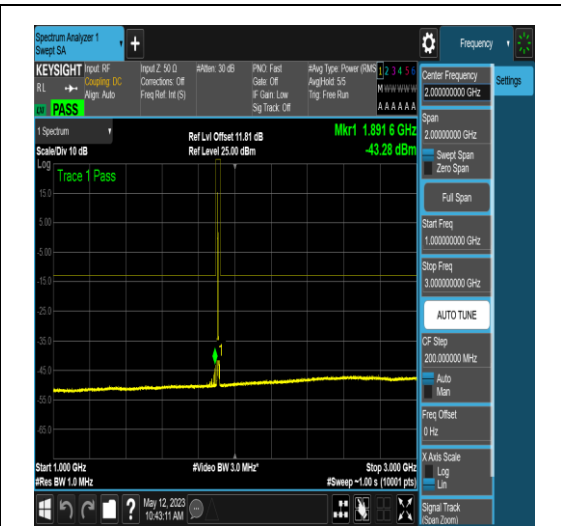 Spectrum Analyzer 1
Swept SA
Frequency
KEYSIGHT
RL
PASS
Input: RF
Coupling: DC
Align: Auto
Input Z: 50 Ω
Corrections: Off
Freq Ref: Int (S)
#Atten: 30 dB
PNO: Fast
Gate: Off
IF Gain: Low
Sig Track: Off
#Avg Type: Power (RMS
Avg|Hold: 5/5
Trig: Free Run
1 2 3 4 5 6
M W W W W W
A A A A A A
1 Spectrum
Scale/Div 10 dB
Ref Lvl Offset 11.81 dB
Ref Level 25.00 dBm
Mkr1 1.891 6 GHz
-43.28 dBm
Log
Trace 1 Pass
15.0
5.00
-5.00
-15.0
-25.0
-35.0
-45.0
-55.0
-65.0
1
Start 1.000 GHz
#Res BW 1.0 MHz
#Video BW 3.0 MHz*
Stop 3.000 GHz
#Sweep ~1.00 s (10001 pts)
May 12, 2023
10:43:11 AM
Center Frequency
2.000000000 GHz
Settings
Span
2.00000000 GHz
Swept Span
Zero Span
Full Span
Start Freq
1.000000000 GHz
Stop Freq
3.000000000 GHz
AUTO TUNE
CF Step
200.000000 MHz
Auto
Man
Freq Offset
0 Hz
X Axis Scale
Log
Lin
Signal Track
(Span Zoom)